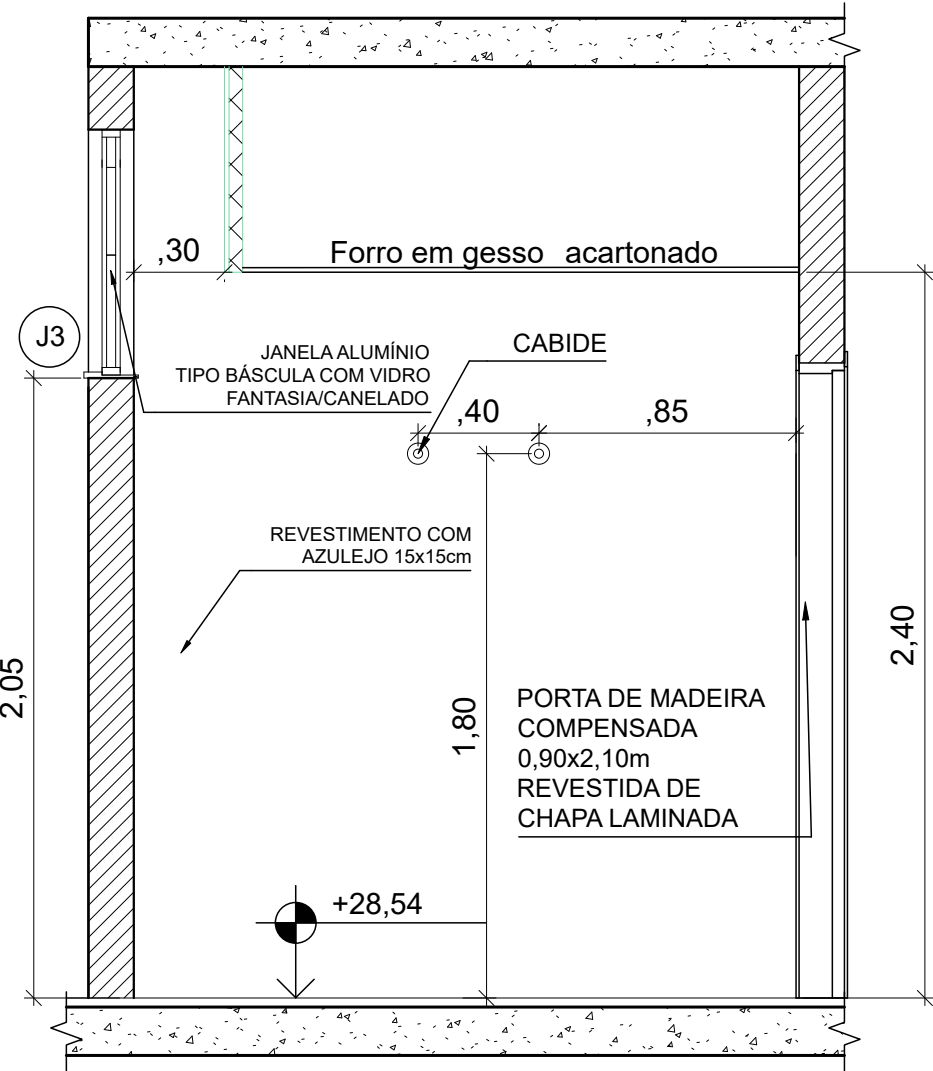 ,30
Forro em gesso acartonado
J3
JANELA ALUMÍNIO
TIPO BÁSCULA COM VIDRO
FANTASIA/CANELADO
CABIDE
,40
,85
REVESTIMENTO COM
AZULEJO 15x15cm
2,05
1,80
2,40
PORTA DE MADEIRA
COMPENSADA
0,90x2,10m
REVESTIDA DE
CHAPA LAMINADA
+28,54